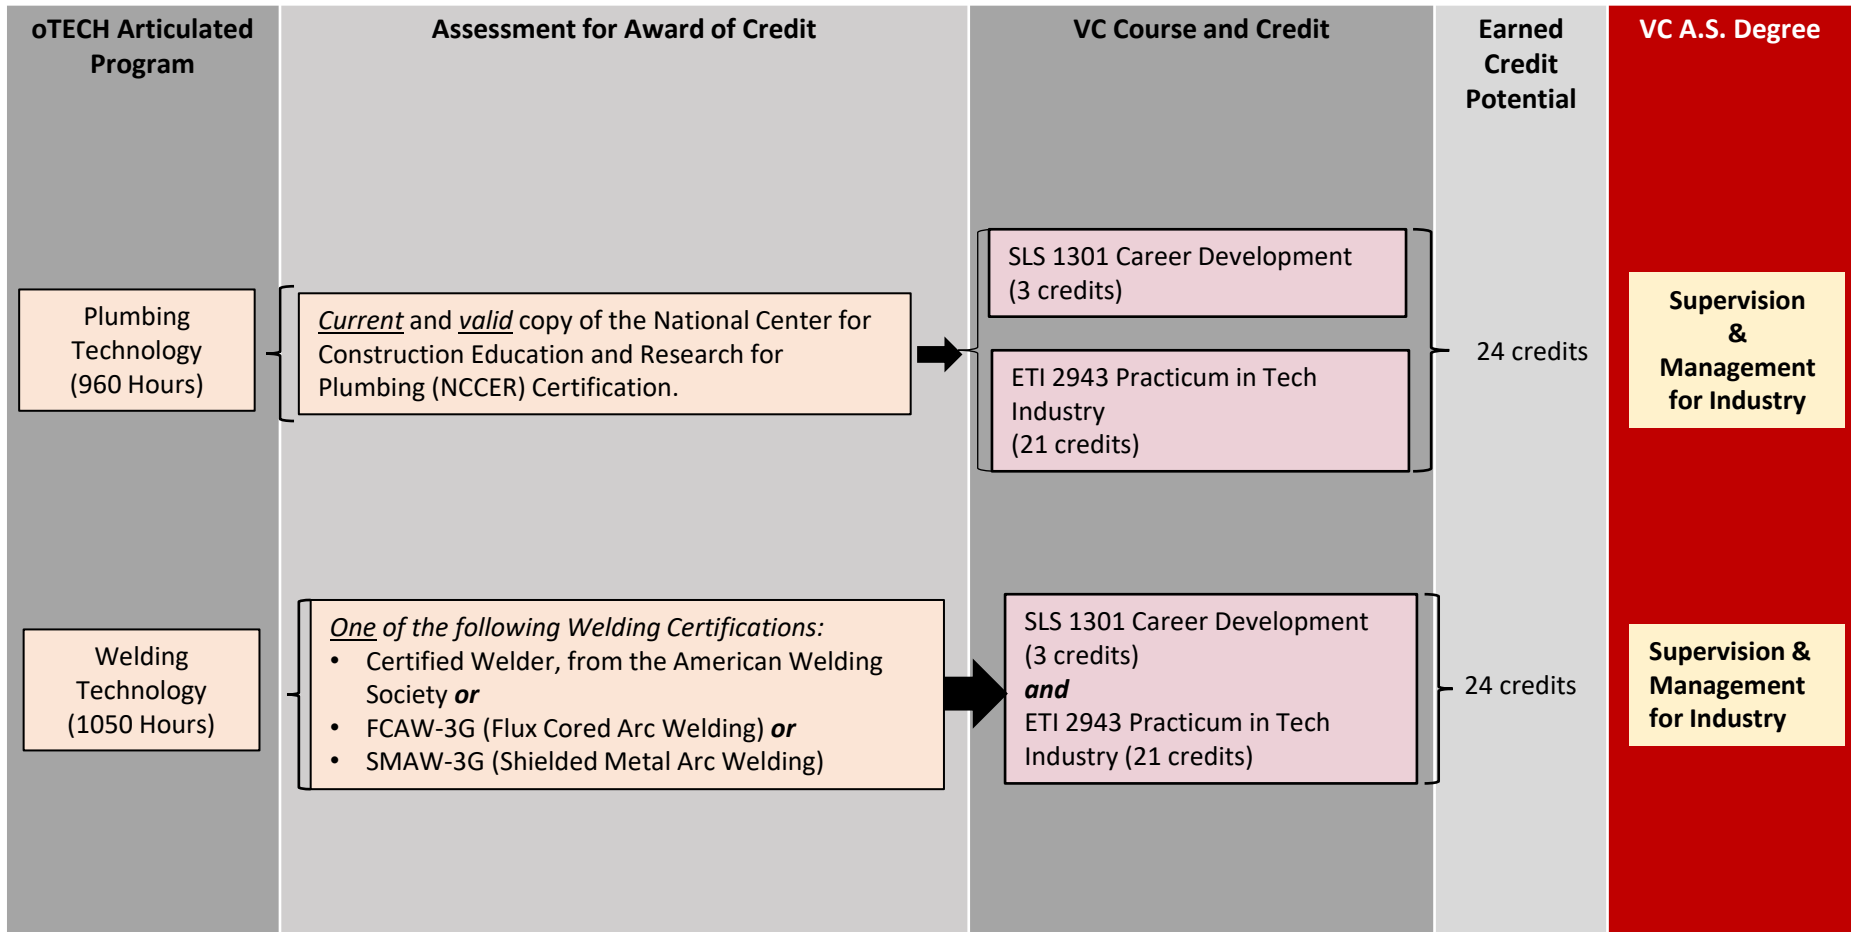 oTECH Articulated
Program
Assessment for Award of Credit
VC Course and Credit
Earned
Credit
Potential
VC A.S. Degree
Plumbing
Technology
(960 Hours)
Current and valid copy of the National Center for
Construction Education and Research for
Plumbing (NCCER) Certification.
SLS 1301 Career Development
(3 credits)
ETI 2943 Practicum in Tech
Industry
(21 credits)
24 credits
Supervision
&
Management
for Industry
Welding
Technology
(1050 Hours)
One of the following Welding Certifications:
• Certified Welder, from the American Welding
Society or
• FCAW-3G (Flux Cored Arc Welding) or
• SMAW-3G (Shielded Metal Arc Welding)
SLS 1301 Career Development
(3 credits)
and
ETI 2943 Practicum in Tech
Industry (21 credits)
24 credits
Supervision &
Management
for Industry